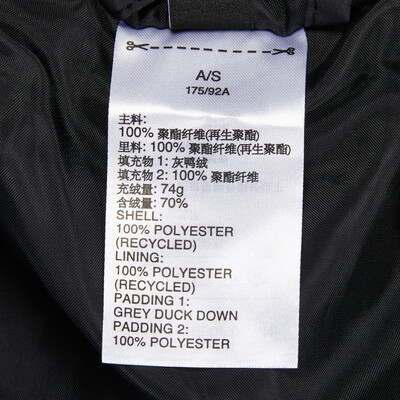 A/S
175/92A
主料:
100% 聚酯纤维(再生聚酯)
里料: 100% 聚酯纤维(再生聚酯)
填充物 1: 灰鸭绒
填充物 2: 100% 聚酯纤维
充绒量: 74g
含绒量: 70%
SHELL:
100% POLYESTER
(RECYCLED)
LINING:
100% POLYESTER
(RECYCLED)
PADDING 1:
GREY DUCK DOWN
PADDING 2:
100% POLYESTER